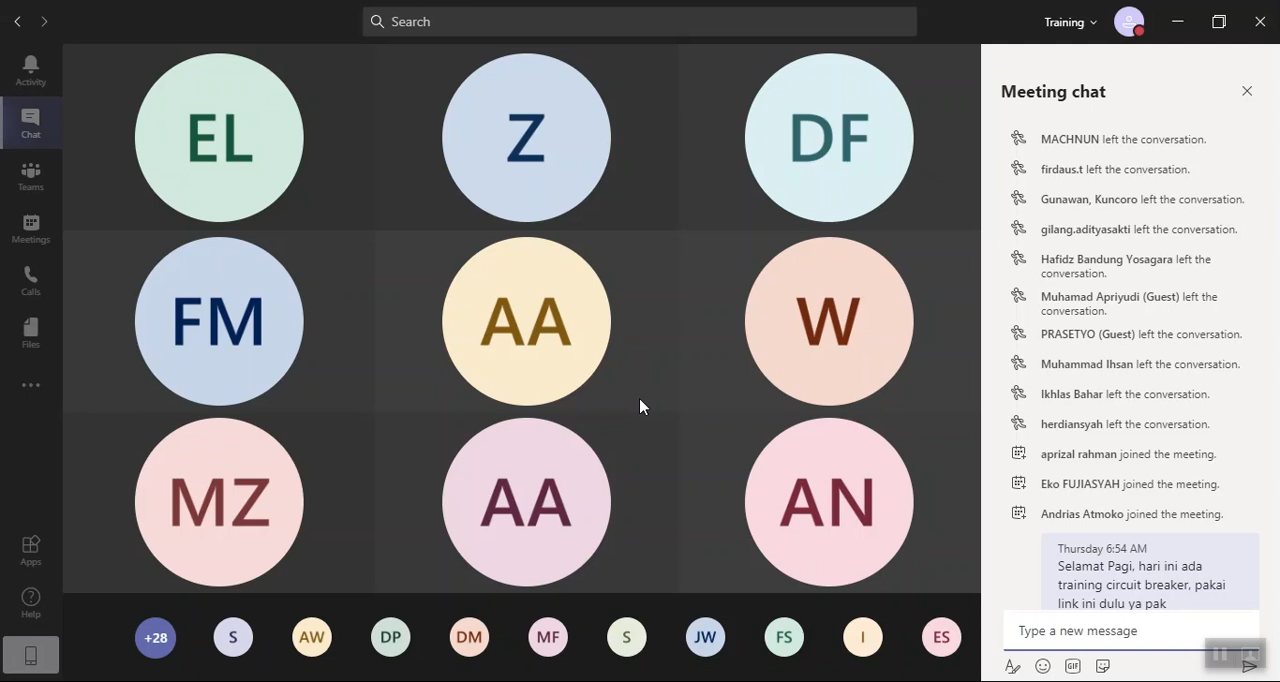 Search
Training
Activity
Chat
Teams
Meetings
Calls
Files
Apps
Help
EL
Z
DF
FM
AA
W
MZ
AA
AN
+28
S
AW
DP
DM
MF
S
JW
FS
I
ES
Meeting chat
MACHNUN left the conversation.
firdaus.t left the conversation.
Gunawan, Kuncoro left the conversation.
gilang.adityasakti left the conversation.
Hafidz Bandung Yosagara left the
conversation.
Muhamad Apriyudi (Guest) left the
conversation.
PRASETYO (Guest) left the conversation.
Muhammad Ihsan left the conversation.
Ikhlas Bahar left the conversation.
herdiansyah left the conversation.
aprizal rahman joined the meeting.
Eko FUJIASYAH joined the meeting.
Andrias Atmoko joined the meeting.
Thursday 6:54 AM
Selamat Pagi, hari ini ada
training circuit breaker, pakai
link ini dulu ya pak
Type a new message
GIF